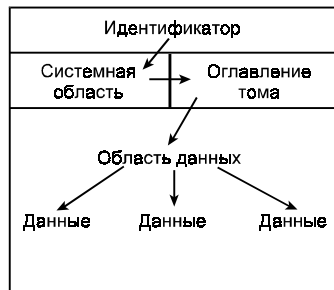 Идентификатор
Системная область
Оглавление тома
Область данных
Данные Данные Данные